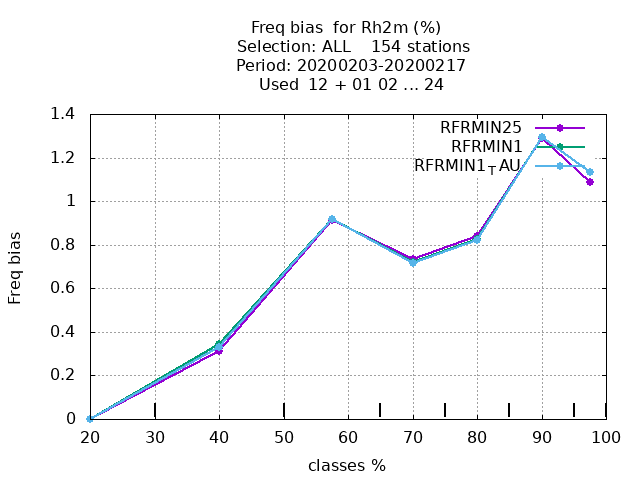 Freq bias  for Rh2m (%)
Selection: ALL    154 stations
Period: 20200203-20200217
Used  12 + 01 02 ... 24
1.4
RFRMIN25
RFRMIN1
RFRMIN1TAU
1.2
1
0.8
0.6
0.4
0.2
0
Freq bias
20 30 40 50 60 70 80 90 100
classes %